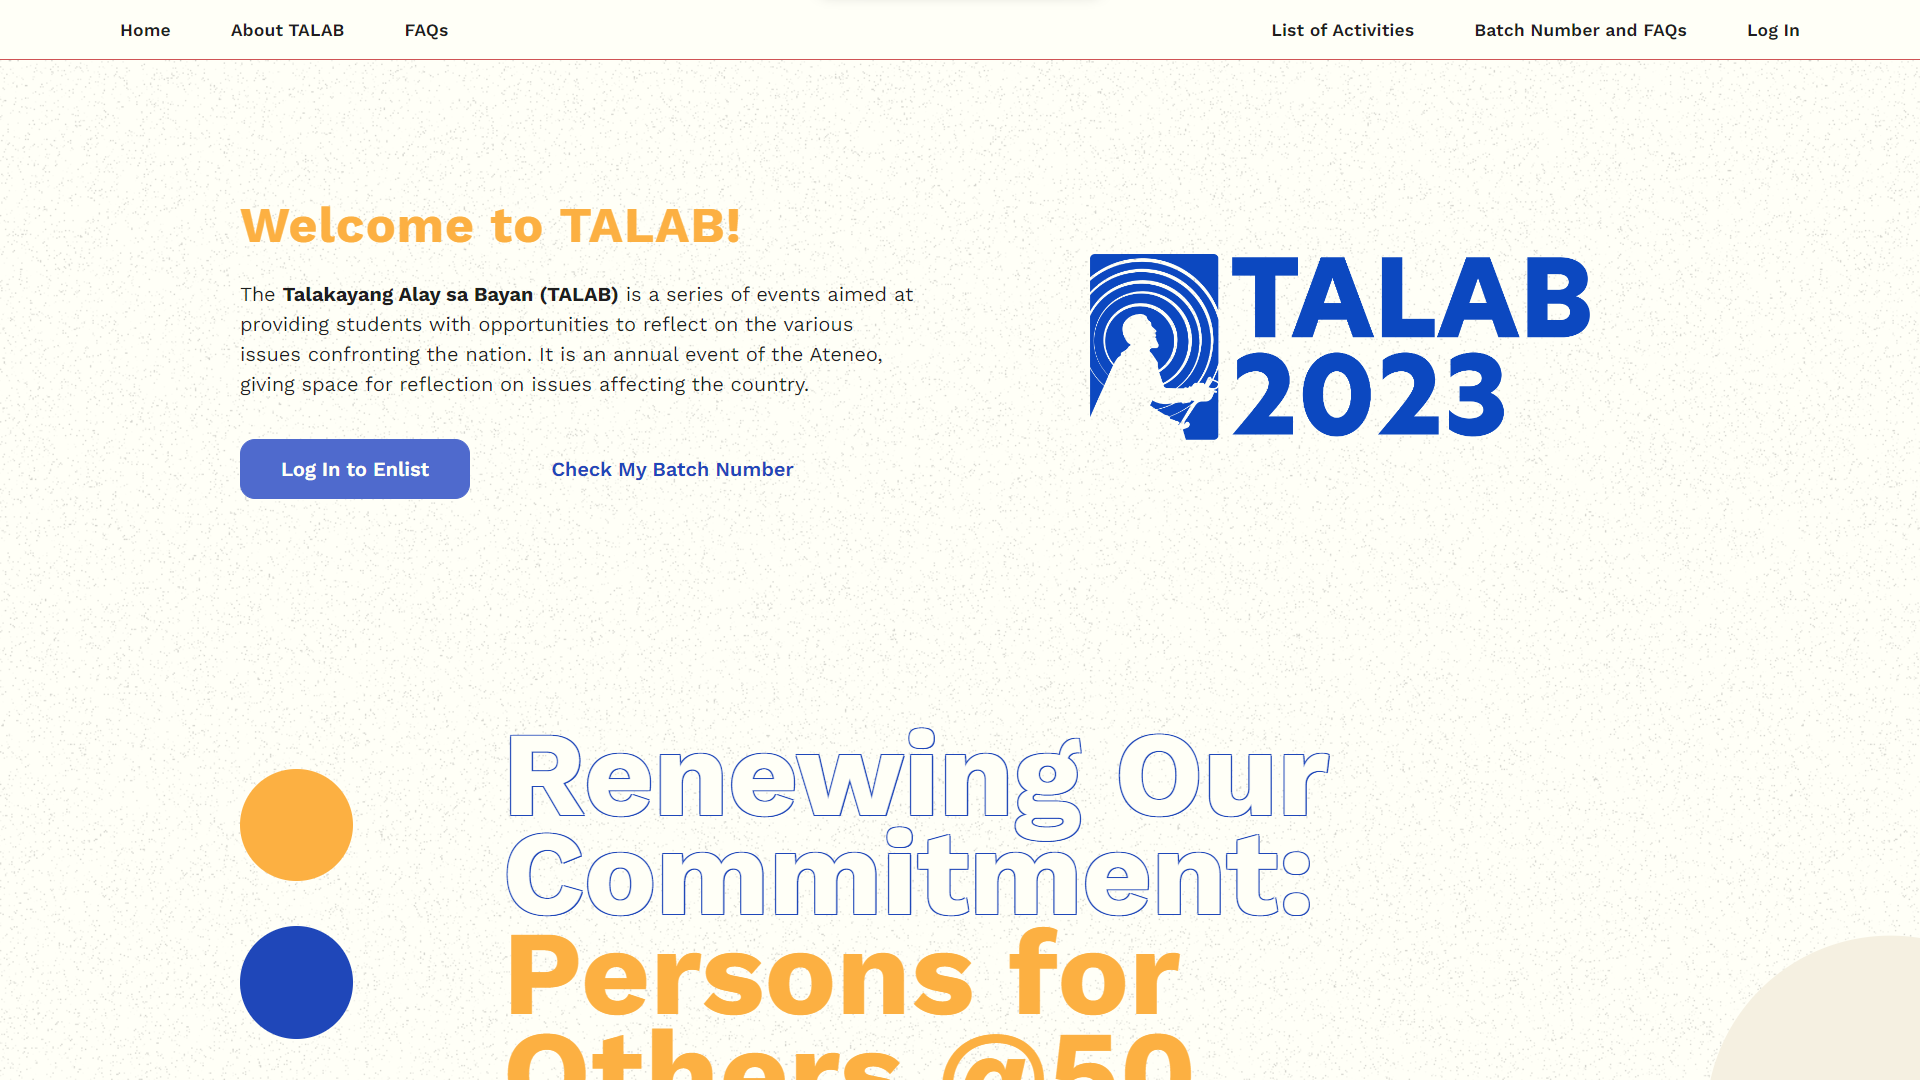 Home
About TALAB
FAQs
List of Activities
Batch Number and FAQs
Log In
Welcome to TALAB!
The Talakayang Alay sa Bayan (TALAB) is a series of events aimed at
providing students with opportunities to reflect on the various
issues confronting the nation. It is an annual event of the Ateneo,
giving space for reflection on issues affecting the country.
Log In to Enlist
Check My Batch Number
TALAB
2023
Renewing Our
Commitment:
Persons for
Others @50